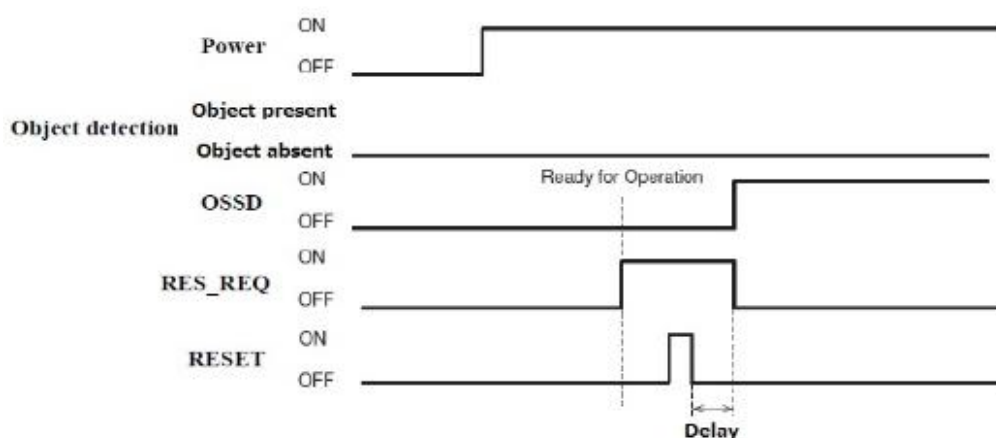 Power
ON
OFF
Object detection
Object present
Object absent
OSSD
ON
OFF
Ready for Operation
RES_REQ
ON
OFF
RESET
ON
OFF
Delay